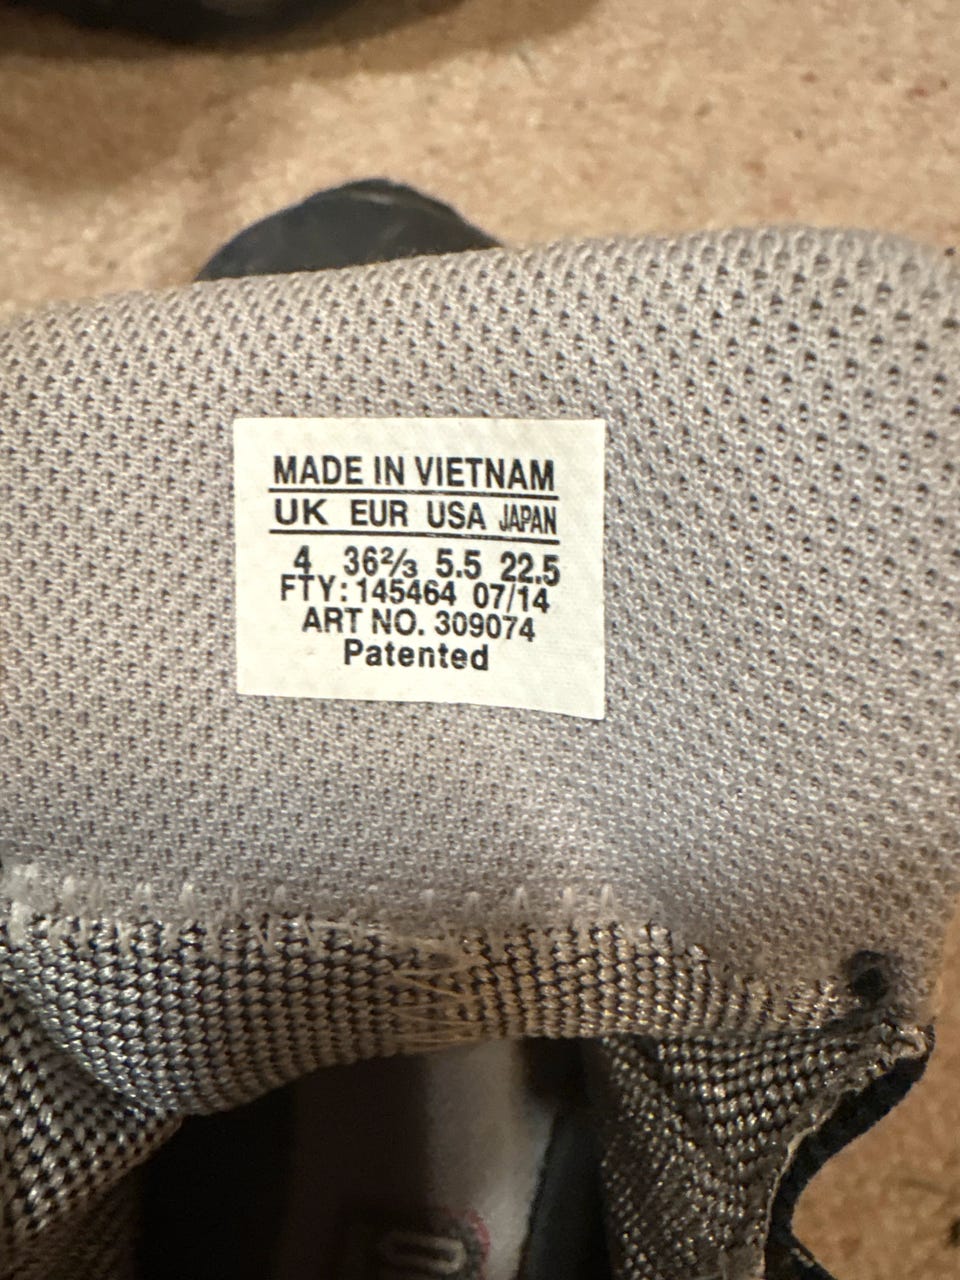 MADE IN VIETNAM
UK EUR USA JAPAN
4 36⅔ 5.5 22.5
FTY: 145464 07/14
ART NO. 309074
Patented